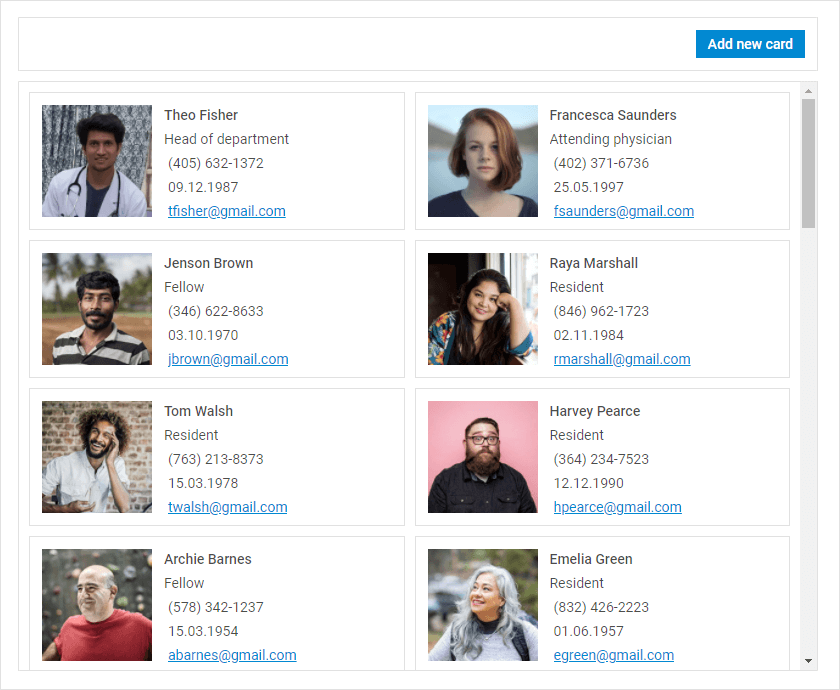 Add new card
Theo Fisher
Head of department
(405) 632-1372
09.12.1987
tfisher@gmail.com
Francesca Saunders
Attending physician
(402) 371-6736
25.05.1997
fsaunders@gmail.com
Jenson Brown
Fellow
(346) 622-8633
03.10.1970
jbrown@gmail.com
Raya Marshall
Resident
(846) 962-1723
02.11.1984
rmarshall@gmail.com
Tom Walsh
Resident
(763) 213-8373
15.03.1978
twalsh@gmail.com
Harvey Pearce
Resident
(364) 234-7523
12.12.1990
hpearce@gmail.com
Archie Barnes
Fellow
(578) 342-1237
15.03.1954
abarnes@gmail.com
Emelia Green
Resident
(832) 426-2223
01.06.1957
egreen@gmail.com